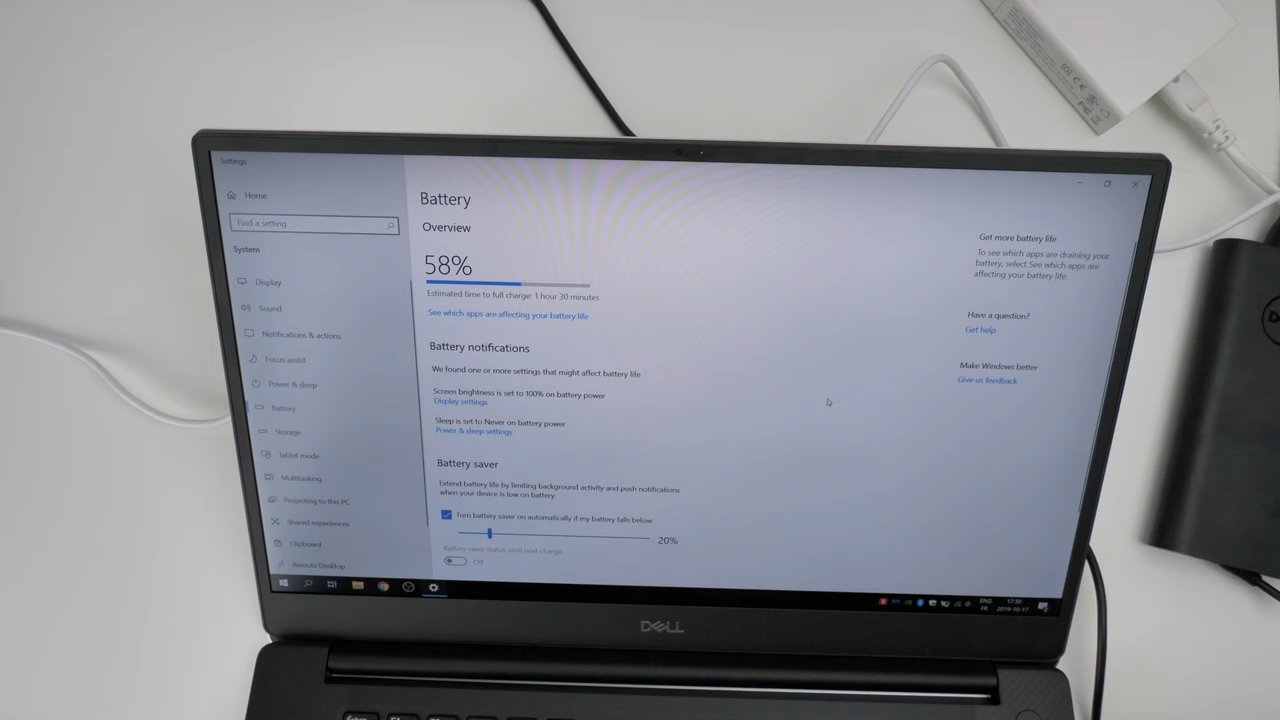 Settings
Home
Find a setting
System
Display
Sound
Notifications & actions
Focus assist
Power & sleep
Battery
Storage
Tablet mode
Multitasking
Projecting to this PC
Shared experiences
Clipboard
Remote Desktop
Battery
Overview
58%
Estimated time to full charge: 1 hour 30 minutes
See which apps are affecting your battery life
Battery notifications
We found one or more settings that might affect battery life
Screen brightness is set to 100% on battery power
Display settings
Sleep is set to Never on battery power
Power & sleep settings
Battery saver
Extend battery life by limiting background activity and push notifications
when your device is low on battery.
Turn battery saver on automatically if my battery falls below:
20%
Battery saver status until next charge
Off
Get more battery life
To see which apps are draining your
battery, select See which apps are
affecting your battery life.
Have a question?
Get help
Make Windows better
Give us feedback
ENG
FR
17:30
2019-10-17
DELL